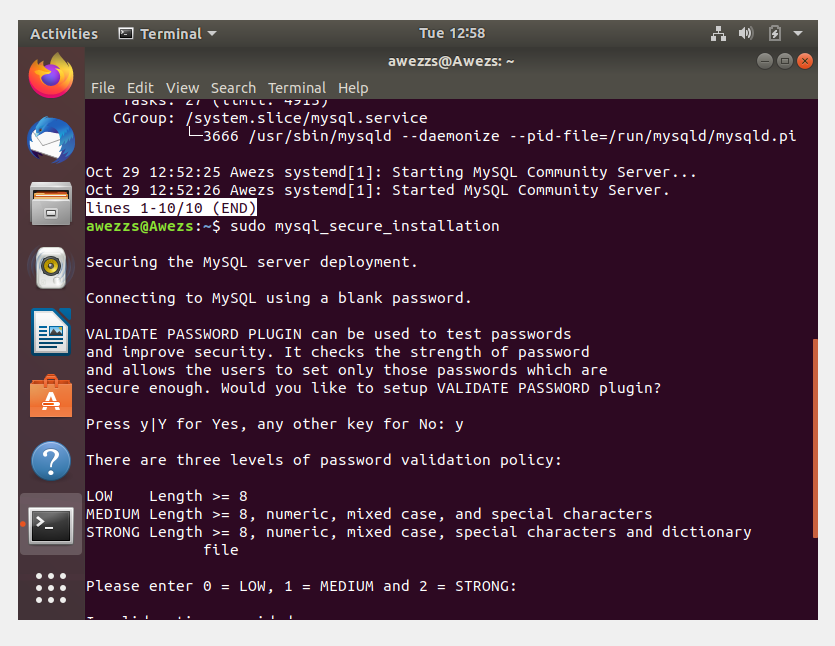 Activities Terminal Tue 12:58
awezzs@Awezs: ~
File Edit View Search Terminal Help
Tasks: 27 (limit: 4915)
CGroup: /system.slice/mysql.service
└─3666 /usr/sbin/mysqld --daemonize --pid-file=/run/mysqld/mysqld.pi
Oct 29 12:52:25 Awezs systemd[1]: Starting MySQL Community Server...
Oct 29 12:52:26 Awezs systemd[1]: Started MySQL Community Server.
lines 1-10/10 (END)
awezzs@Awezs:~$ sudo mysql_secure_installation
Securing the MySQL server deployment.
Connecting to MySQL using a blank password.
VALIDATE PASSWORD PLUGIN can be used to test passwords
and improve security. It checks the strength of password
and allows the users to set only those passwords which are
secure enough. Would you like to setup VALIDATE PASSWORD plugin?
Press y|Y for Yes, any other key for No: y
There are three levels of password validation policy:
LOW    Length >= 8
MEDIUM Length >= 8, numeric, mixed case, and special characters
STRONG Length >= 8, numeric, mixed case, special characters and dictionary
file
Please enter 0 = LOW, 1 = MEDIUM and 2 = STRONG: